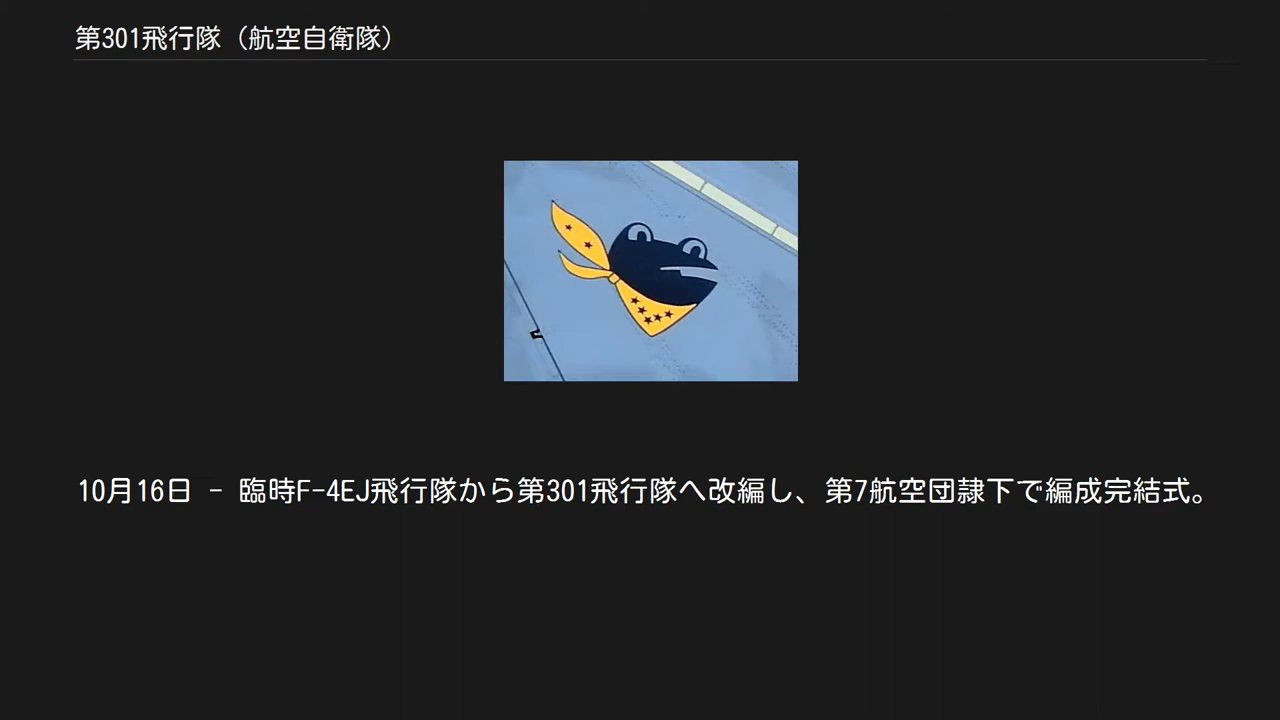 第301飛行隊（航空自衛隊）
10月16日 - 臨時F-4EJ飛行隊から第301飛行隊へ改編し、第7航空団隷下で編成完結式。